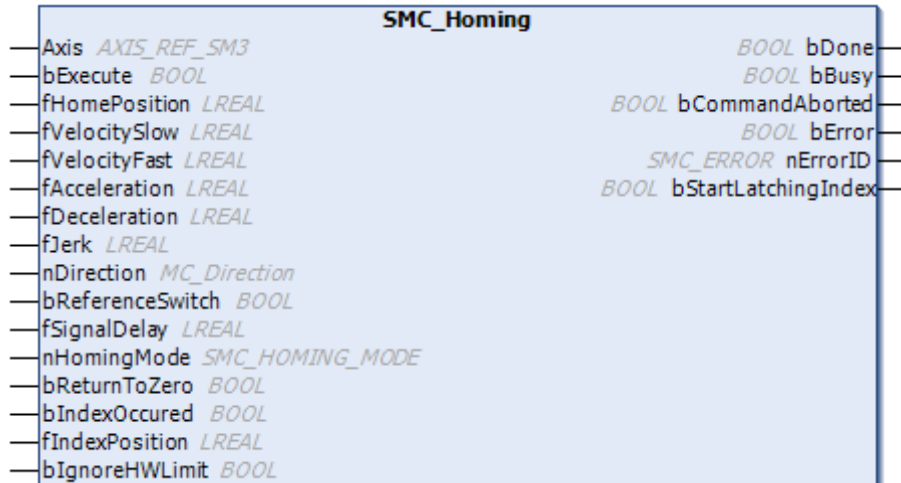 SMC_Homing
Axis AXIS_REF_SM3 BOOL bDone
bExecute BOOL BOOL bBusy
fHomePosition LREAL BOOL bCommandAborted
fVelocitySlow LREAL BOOL bError
fVelocityFast LREAL SMC_ERROR nErrorID
fAcceleration LREAL BOOL bStartLatchingIndex
fDeceleration LREAL
fJerk LREAL
nDirection MC_Direction
bReferenceSwitch BOOL
fSignalDelay LREAL
nHomingMode SMC_HOMING_MODE
bReturnToZero BOOL
bIndexOccured BOOL
fIndexPosition LREAL
bIgnoreHWLimit BOOL